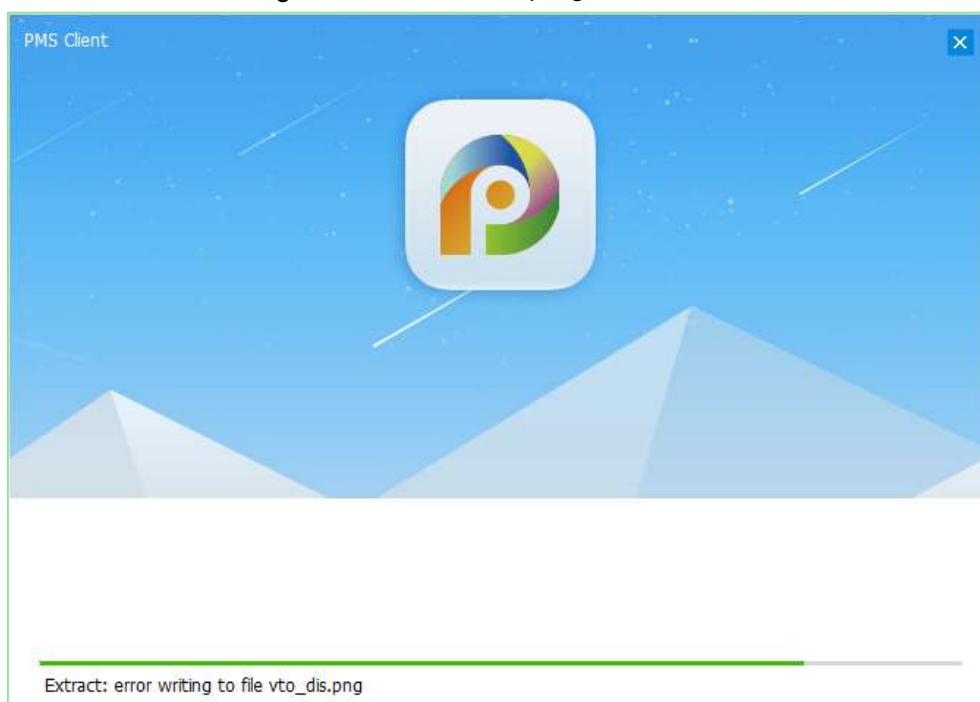 PMS Client
Extract: error writing to file vto_dis.png